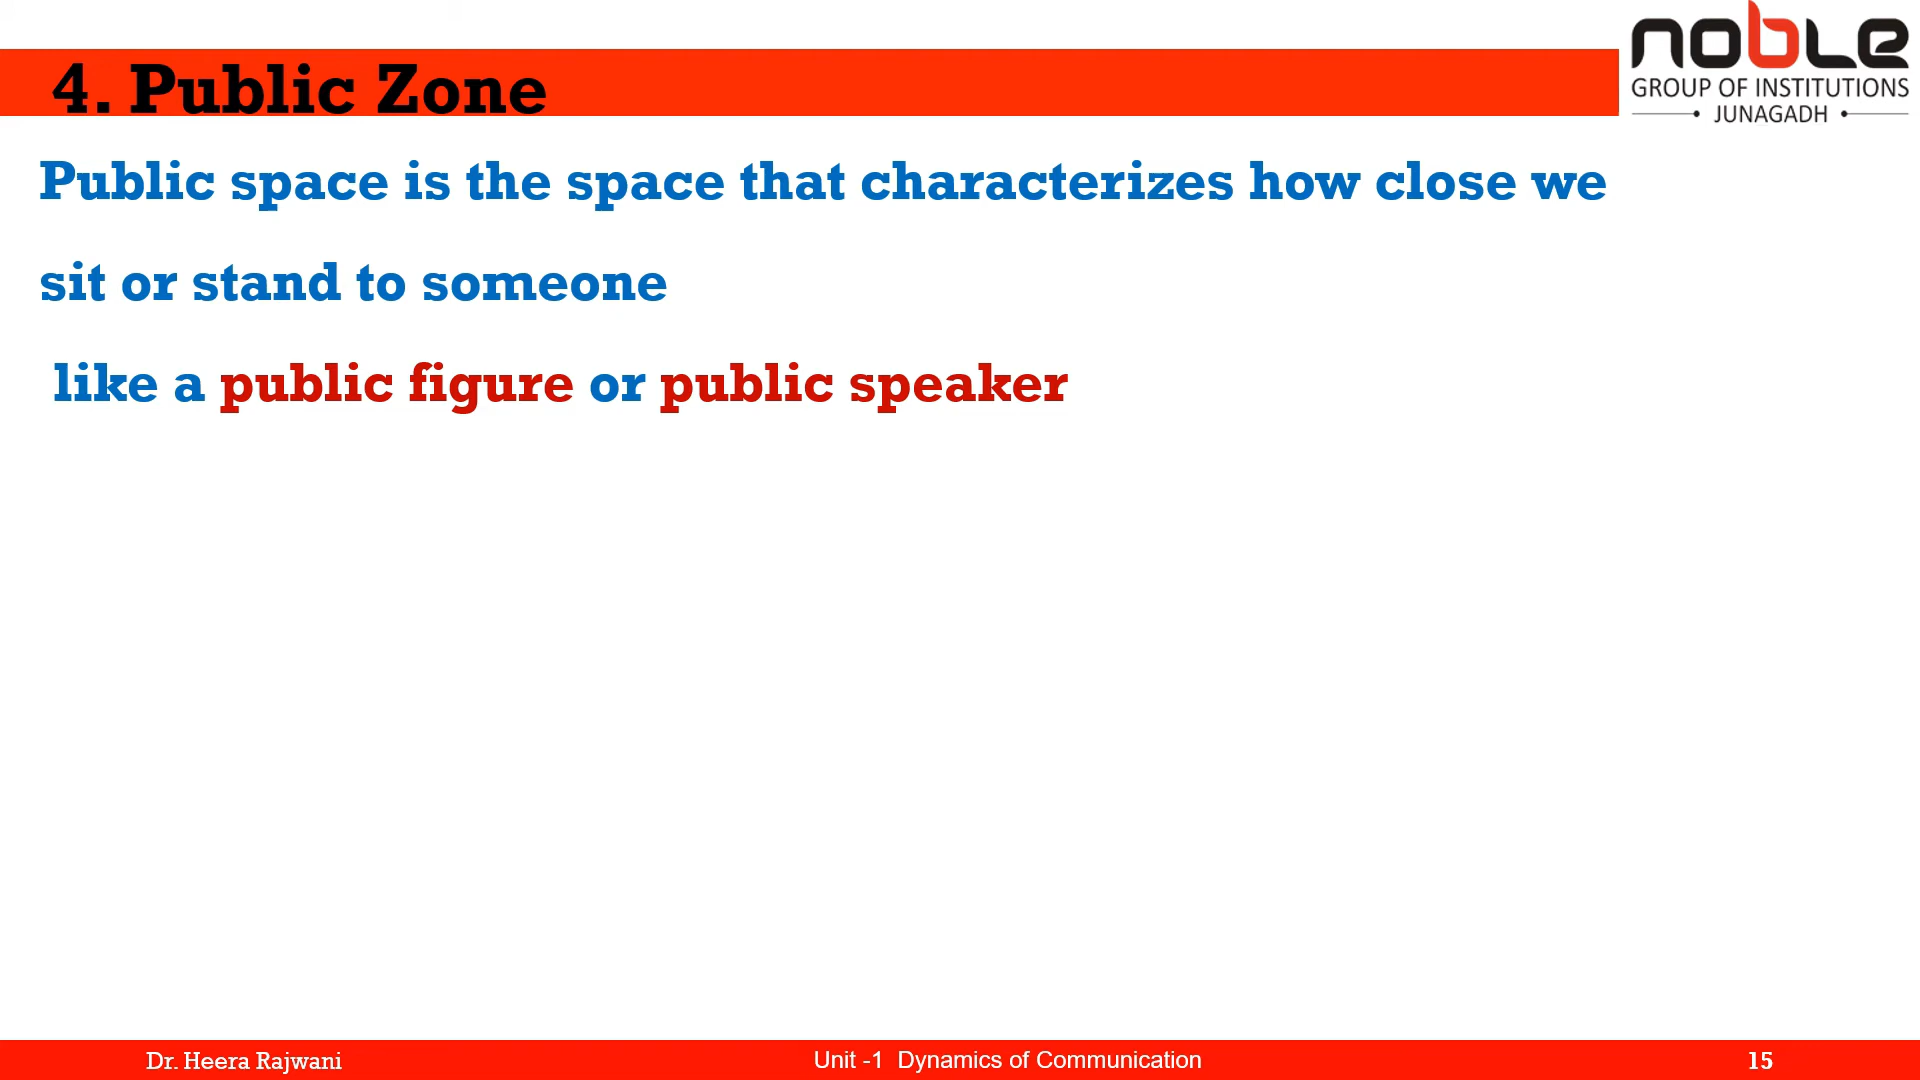 noble
GROUP OF INSTITUTIONS
JUNAGADH
4. Public Zone
Public space is the space that characterizes how close we
sit or stand to someone
like a public figure or public speaker
Dr. Heera Rajwani
Unit -1 Dynamics of Communication
15